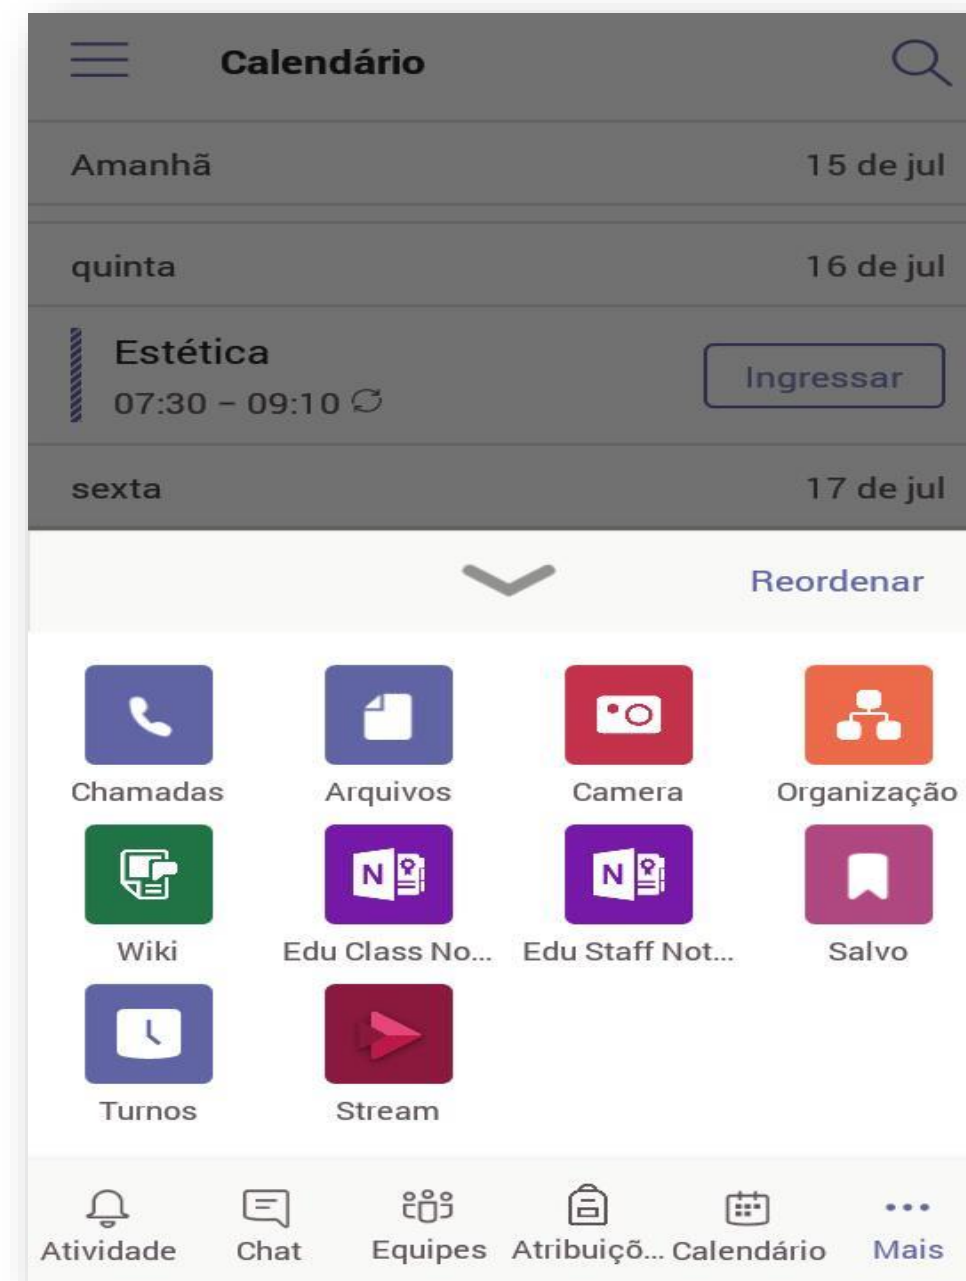 Calendário
Amanhã 15 de jul
quinta 16 de jul
Estética
Ingressar
07:30 – 09:10
sexta 17 de jul
Reordenar
Chamadas Arquivos Camera Organização
N N
Wiki Edu Class No... Edu Staff Not... Salvo
Turnos Stream
Atividade Chat Equipes Atribuiçõ... Calendário Mais